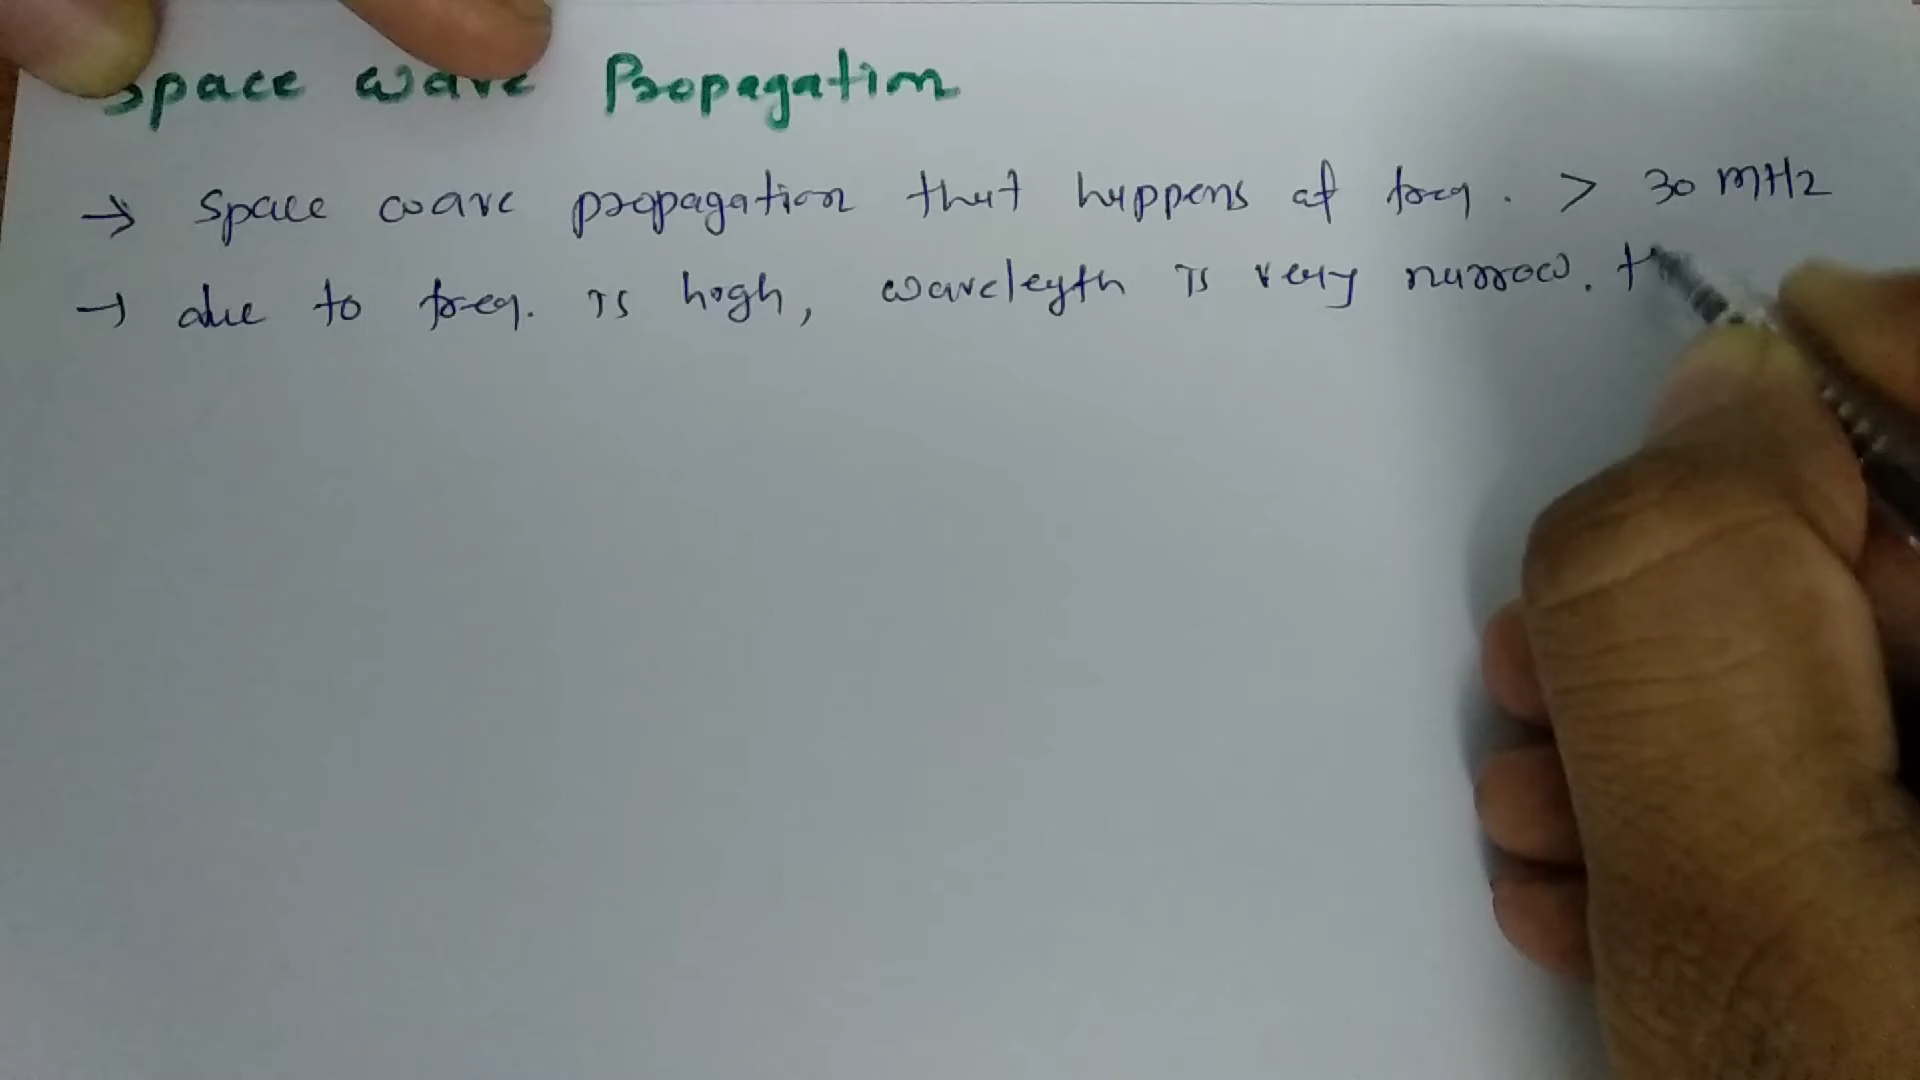 Space wave Propagation
→ Space wave propagation that happens at freq. > 30 MHz
→ due to freq. is high, wavelength is very narrow.